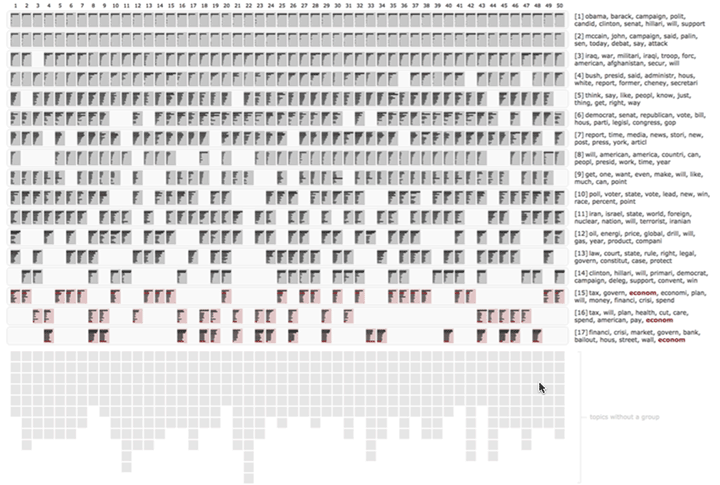 1 2 3 4 5 6 7 8 9 10 11 12 13 14 15 16 17 18 19 20 21 22 23 24 25 26 27 28 29 30 31 32 33 34 35 36 37 38 39 40 41 42 43 44 45 46 47 48 49 50
[1] obama, barack, campaign, polit,
candid, clinton, senat, hillari, will, support
[2] mccain, john, campaign, said, palin,
sen, today, debat, say, attack
[3] iraq, war, militari, iraqi, troop, forc,
american, afghanistan, secur, will
[4] bush, presid, said, administr, hous,
white, report, former, cheney, secretari
[5] think, say, like, peopl, know, just,
thing, get, right, way
[6] democrat, senat, republican, vote, bill,
hous, parti, legisl, congress, gop
[7] report, time, media, news, stori, new,
post, press, york, articl
[8] will, american, america, countri, can,
peopl, presid, work, time, year
[9] get, one, want, even, make, will, like,
much, can, point
[10] poll, voter, state, vote, lead, new, win,
race, percent, point
[11] iran, israel, state, world, foreign,
nuclear, nation, will, terrorist, iranian
[12] oil, energi, price, global, drill, will,
gas, year, product, compani
[13] law, court, state, rule, right, legal,
govern, constitut, case, protect
[14] clinton, hillari, will, primari, democrat,
campaign, deleg, support, convent, win
[15] tax, govern, econom, economi, plan,
will, money, financi, crisi, spend
[16] tax, will, plan, health, cut, care,
spend, american, pay, econom
[17] financi, crisi, market, govern, bank,
bailout, hous, street, wall, econom
topics without a group